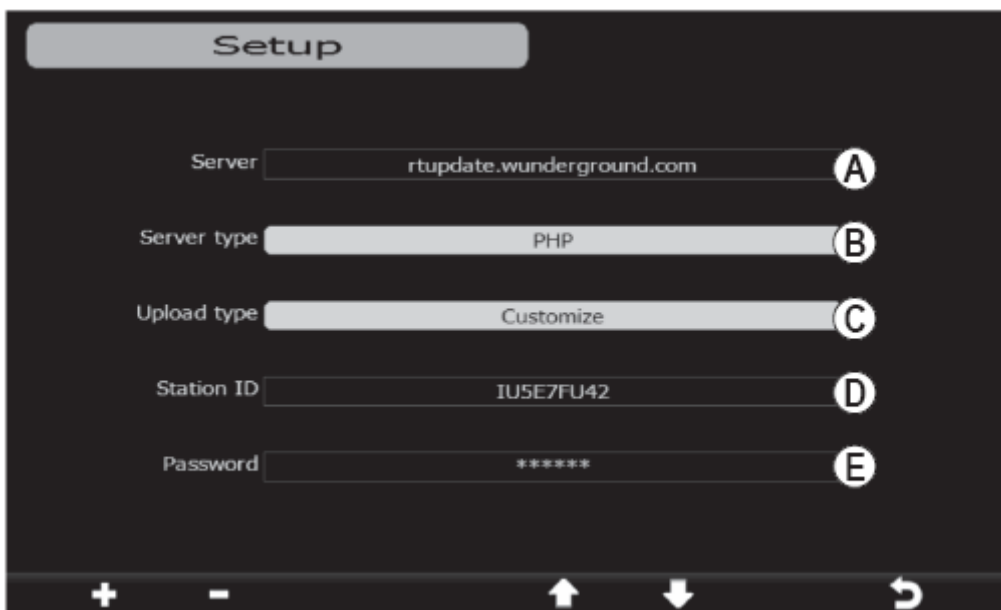 Setup
Server rtupdate.wunderground.com A
Server type PHP B
Upload type Customize C
Station ID IU5E7FU42 D
Password ****** E